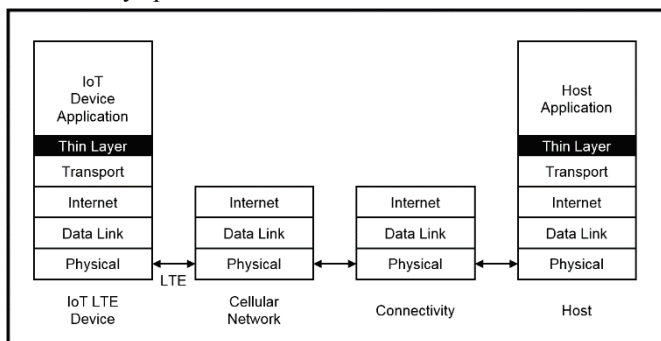 IoT
Device
Application
Thin Layer
Transport
Internet
Data Link
Physical
LTE
IoT LTE
Device
Internet
Data Link
Physical
Cellular
Network
Internet
Data Link
Physical
Connectivity
Host
Application
Thin Layer
Transport
Internet
Data Link
Physical
Host